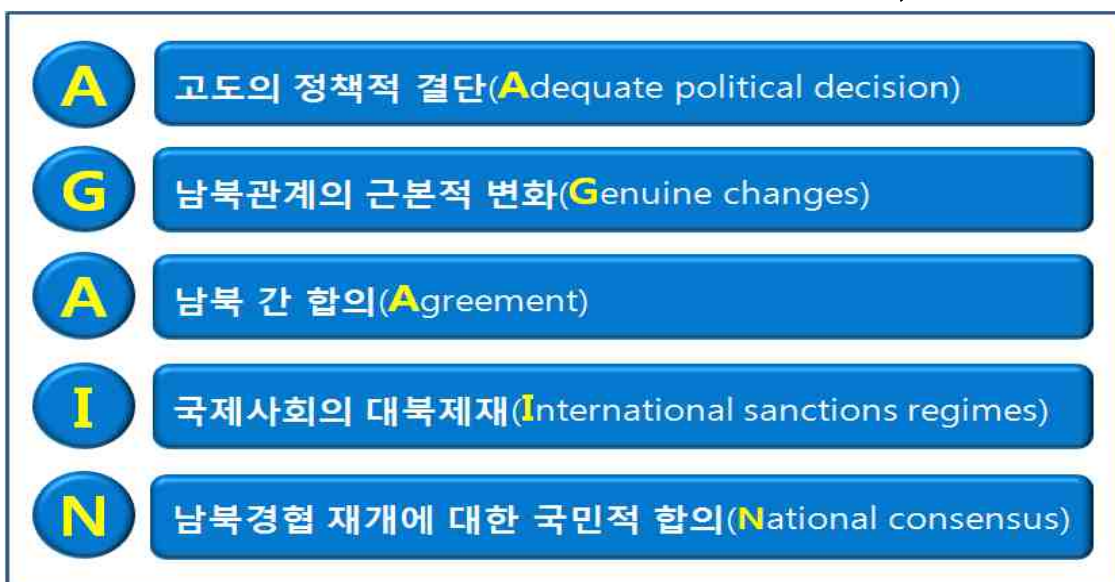 A 고도의 정책적 결단(Adequate political decision)
G 남북관계의 근본적 변화(Genuine changes)
A 남북 간 합의(Agreement)
I 국제사회의 대북제재(International sanctions regimes)
N 남북경협 재개에 대한 국민적 합의(National consensus)